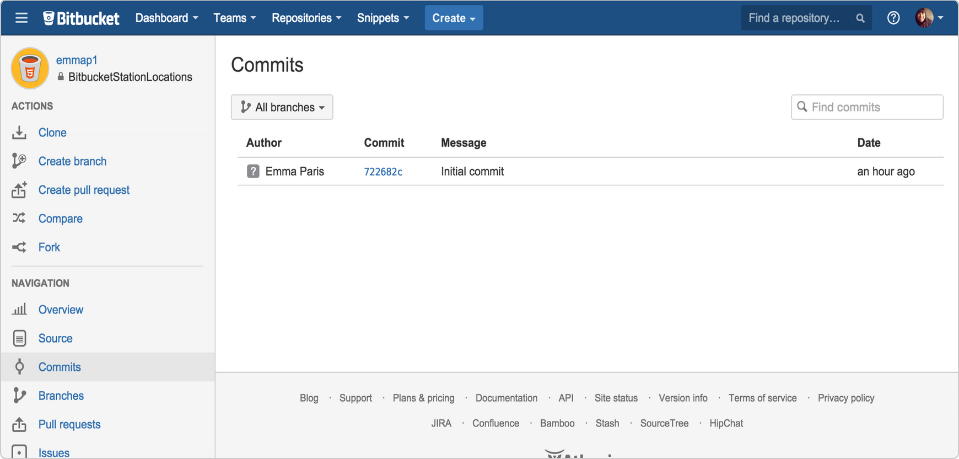 Bitbucket Dashboard Teams Repositories Snippets Create Find a repository…
emmap1
BitbucketStationLocations
ACTIONS
Clone
Create branch
Create pull request
Compare
Fork
NAVIGATION
Overview
Source
Commits
Branches
Pull requests
Issues
Commits
All branches Find commits
Author Commit Message Date
? Emma Paris 722682c Initial commit an hour ago
Blog · Support · Plans & pricing · Documentation · API · Site status · Version info · Terms of service · Privacy policy
JIRA · Confluence · Bamboo · Stash · SourceTree · HipChat